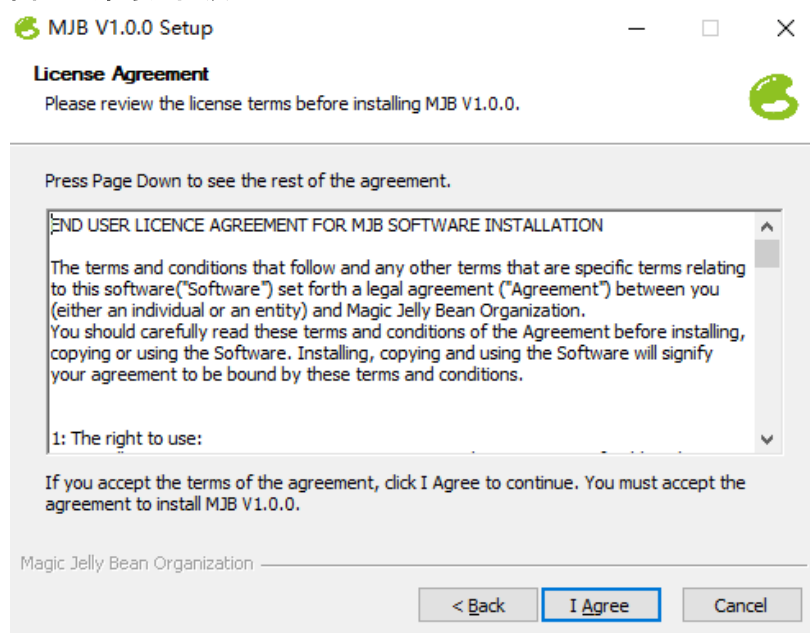 MJB V1.0.0 Setup
License Agreement
Please review the license terms before installing MJB V1.0.0.
Press Page Down to see the rest of the agreement.
END USER LICENCE AGREEMENT FOR MJB SOFTWARE INSTALLATION
The terms and conditions that follow and any other terms that are specific terms relating
to this software("Software") set forth a legal agreement ("Agreement") between you
(either an individual or an entity) and Magic Jelly Bean Organization.
You should carefully read these terms and conditions of the Agreement before installing,
copying or using the Software. Installing, copying and using the Software will signify
your agreement to be bound by these terms and conditions.
1: The right to use:
If you accept the terms of the agreement, click I Agree to continue. You must accept the
agreement to install MJB V1.0.0.
Magic Jelly Bean Organization
< Back
I Agree
Cancel